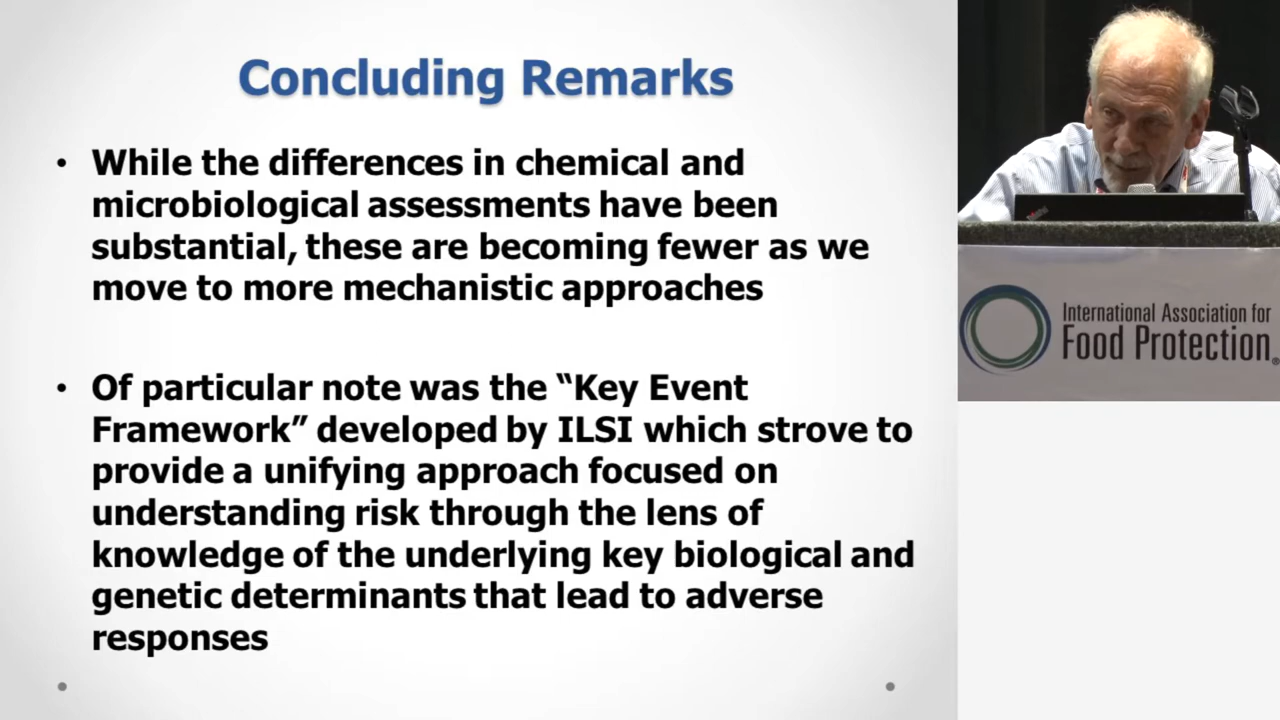 Concluding Remarks
• While the differences in chemical and
microbiological assessments have been
substantial, these are becoming fewer as we
move to more mechanistic approaches
• Of particular note was the “Key Event
Framework” developed by ILSI which strove to
provide a unifying approach focused on
understanding risk through the lens of
knowledge of the underlying key biological and
genetic determinants that lead to adverse
responses
International Association for
Food Protection®